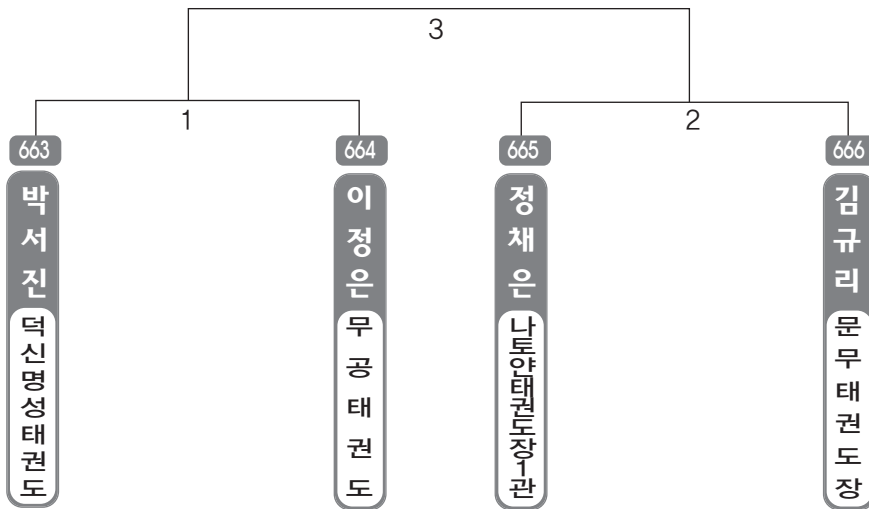 3
1
2
663
664
665
666
박서진
이정은
정채은
김규리
덕신명성태권도
무공태권도
나토얀태권도장1관
문무태권도장